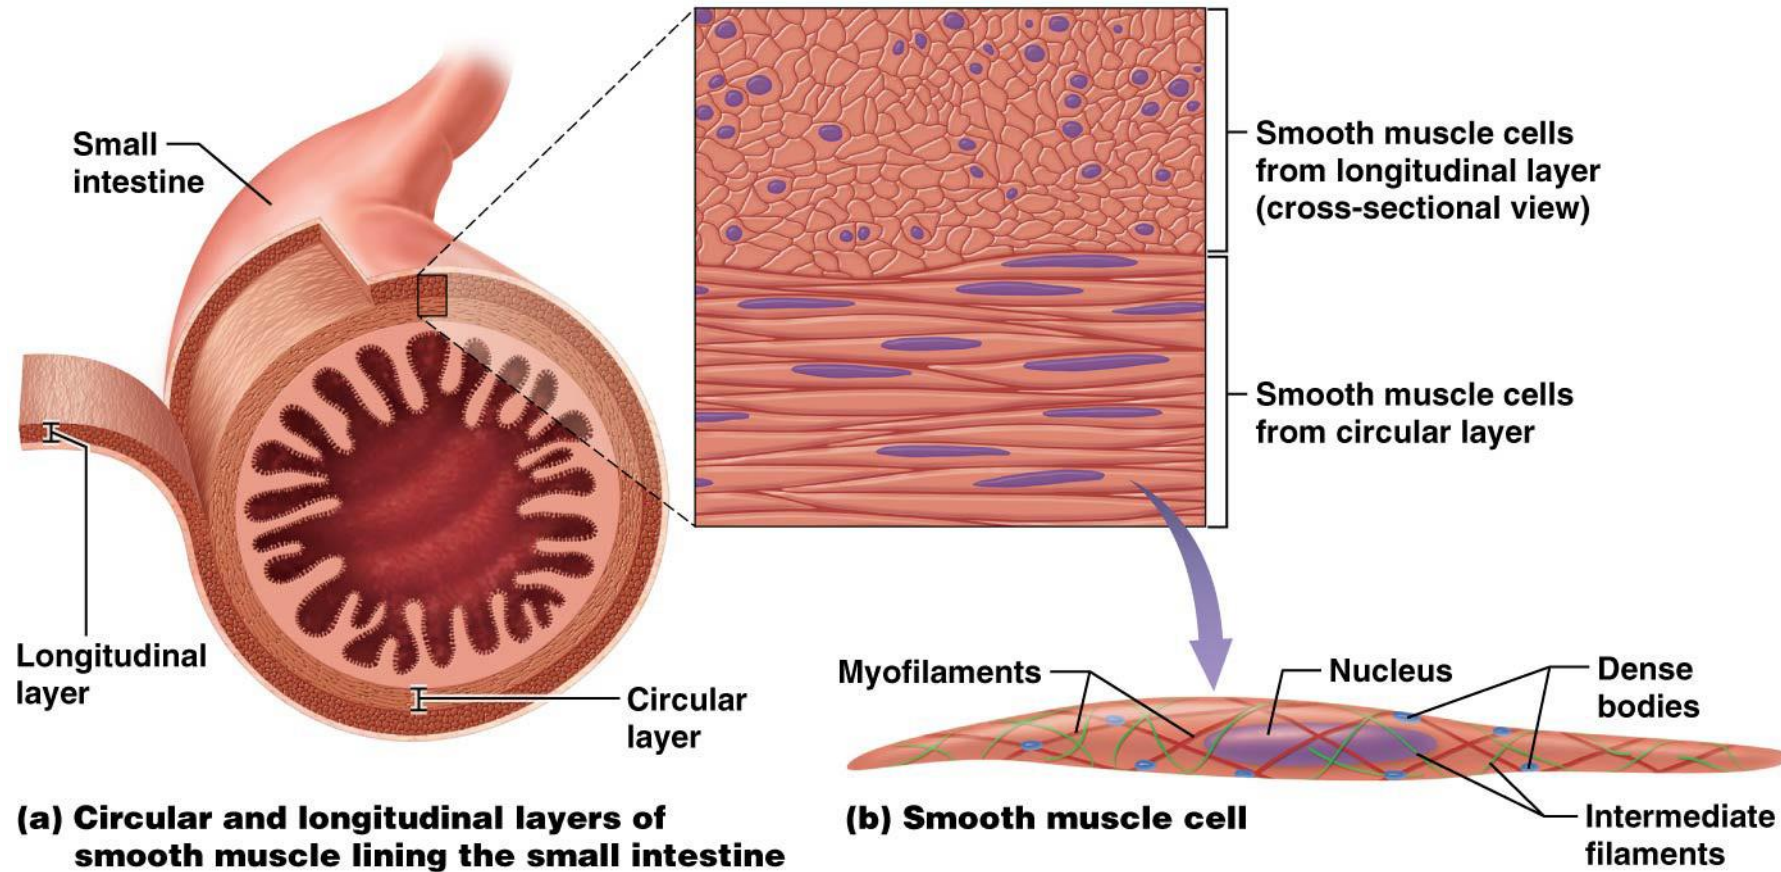 Small
intestine
Longitudinal
layer
Circular
layer
(a) Circular and longitudinal layers of
smooth muscle lining the small intestine
Smooth muscle cells
from longitudinal layer
(cross-sectional view)
Smooth muscle cells
from circular layer
Myofilaments
Nucleus
Dense
bodies
Intermediate
filaments
(b) Smooth muscle cell